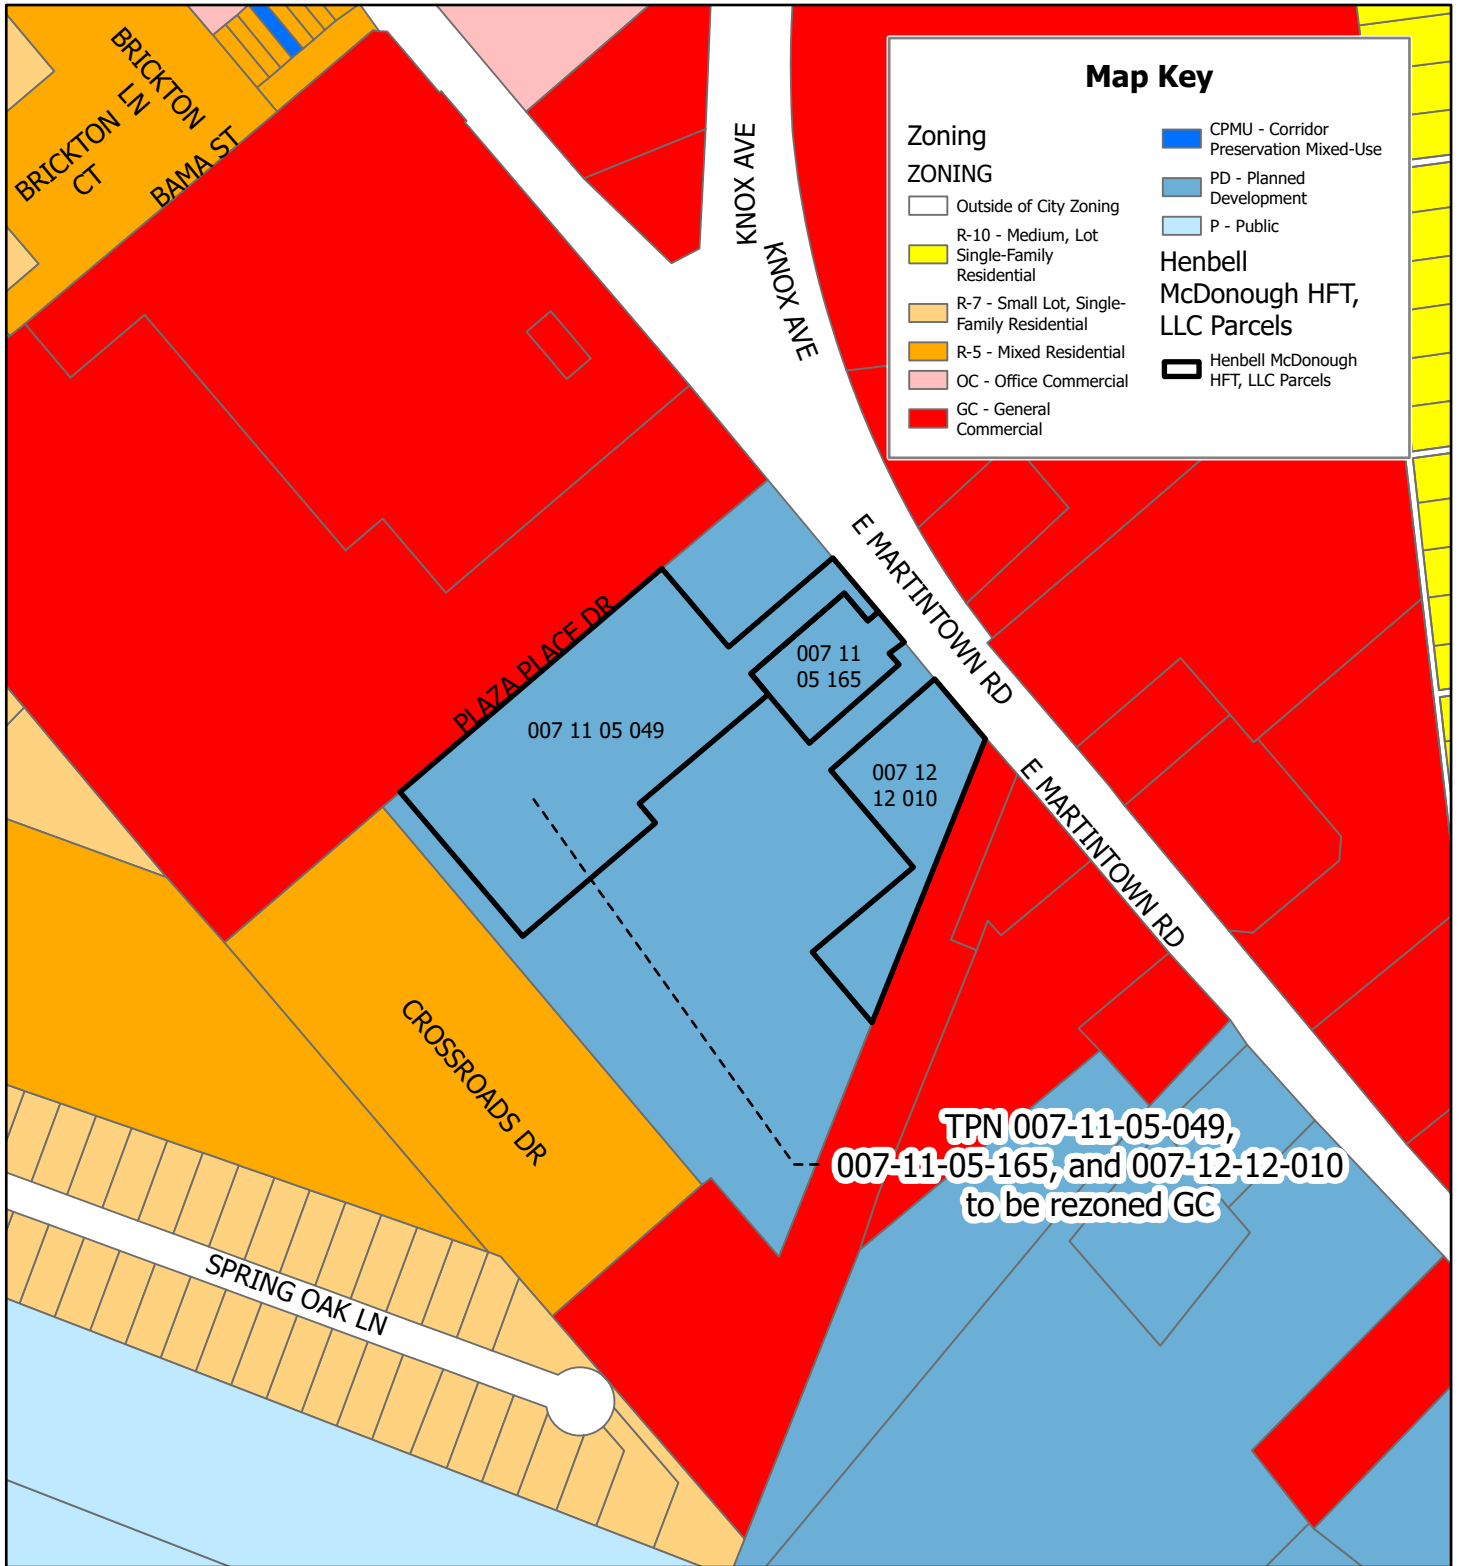 BRICKTON
LN
BRICKTON
CT
BAMA ST
KNOX AVE
KNOX AVE
Map Key
Zoning
ZONING
Outside of City Zoning
R-10 - Medium, Lot
Single-Family
Residential
R-7 - Small Lot, Single-
Family Residential
R-5 - Mixed Residential
OC - Office Commercial
GC - General
Commercial
CPMU - Corridor
Preservation Mixed-Use
PD - Planned
Development
P - Public
Henbell
McDonough HFT,
LLC Parcels
Henbell McDonough
HFT, LLC Parcels
E MARTINTOWN RD
PLAZA PLACE DR
007 11
05 165
007 11 05 049
007 12
12 010
E MARTINTOWN RD
CROSSROADS DR
TPN 007-11-05-049,
007-11-05-165, and 007-12-12-010
to be rezoned GC
SPRING OAK LN